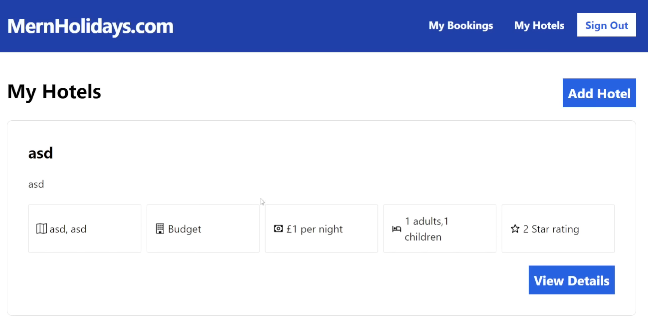 MernHolidays.com
My Bookings My Hotels Sign Out
My Hotels
Add Hotel
asd
asd
asd, asd
Budget
£1 per night
1 adults,1
children
2 Star rating
View Details